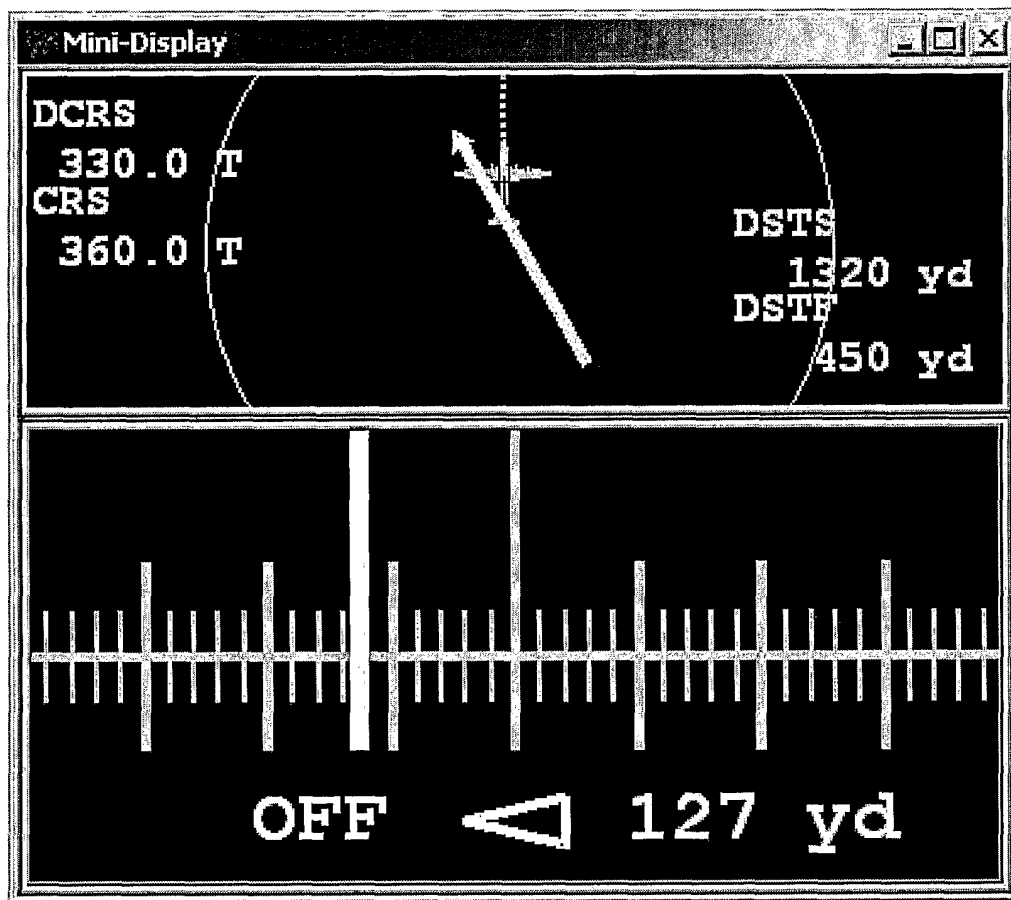 Mini-Display
DCRS
330.0 T
CRS
360.0 T
DSTS
1320 yd
DSTF
450 yd
OFF 127 yd